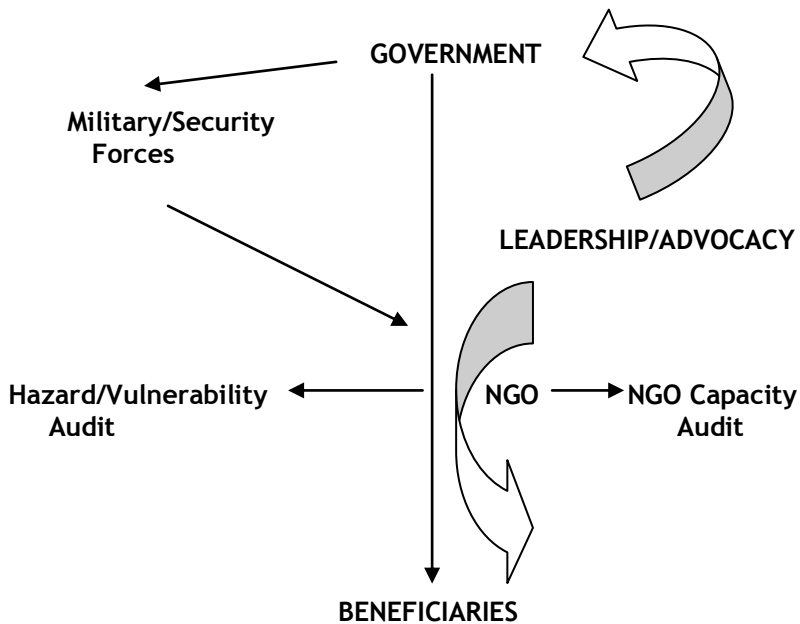 GOVERNMENT
Military/Security
Forces
LEADERSHIP/ADVOCACY
Hazard/Vulnerability
Audit
NGO
NGO Capacity
Audit
BENEFICIARIES